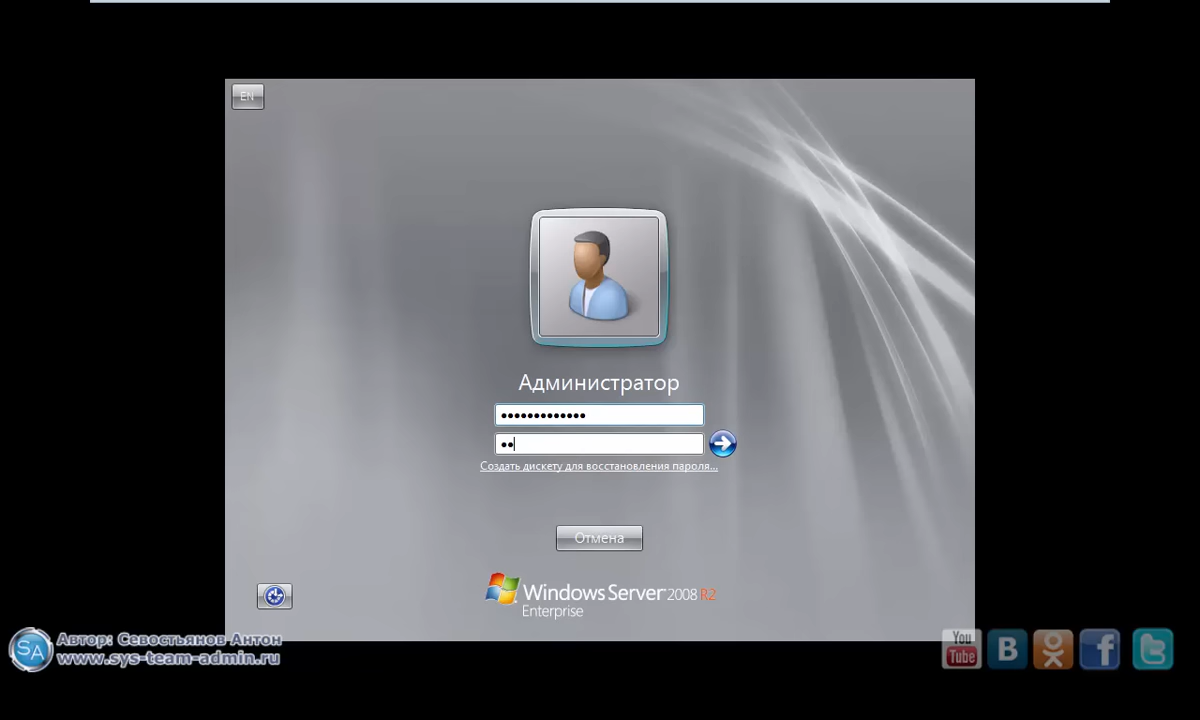 EN
Администратор
•••••••••••••
••
Создать дискету для восстановления пароля...
Отмена
Windows Server 2008 R2
Enterprise
SA
Автор: Севостьянов Антон
www.sys-team-admin.ru
You
Tube
B
f
t